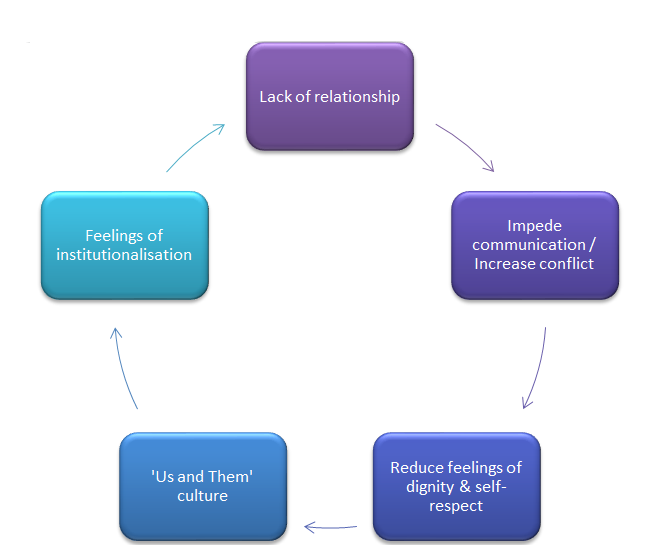 Lack of relationship
Impede
communication /
Increase conflict
Reduce feelings of
dignity & self-
respect
'Us and Them'
culture
Feelings of
institutionalisation